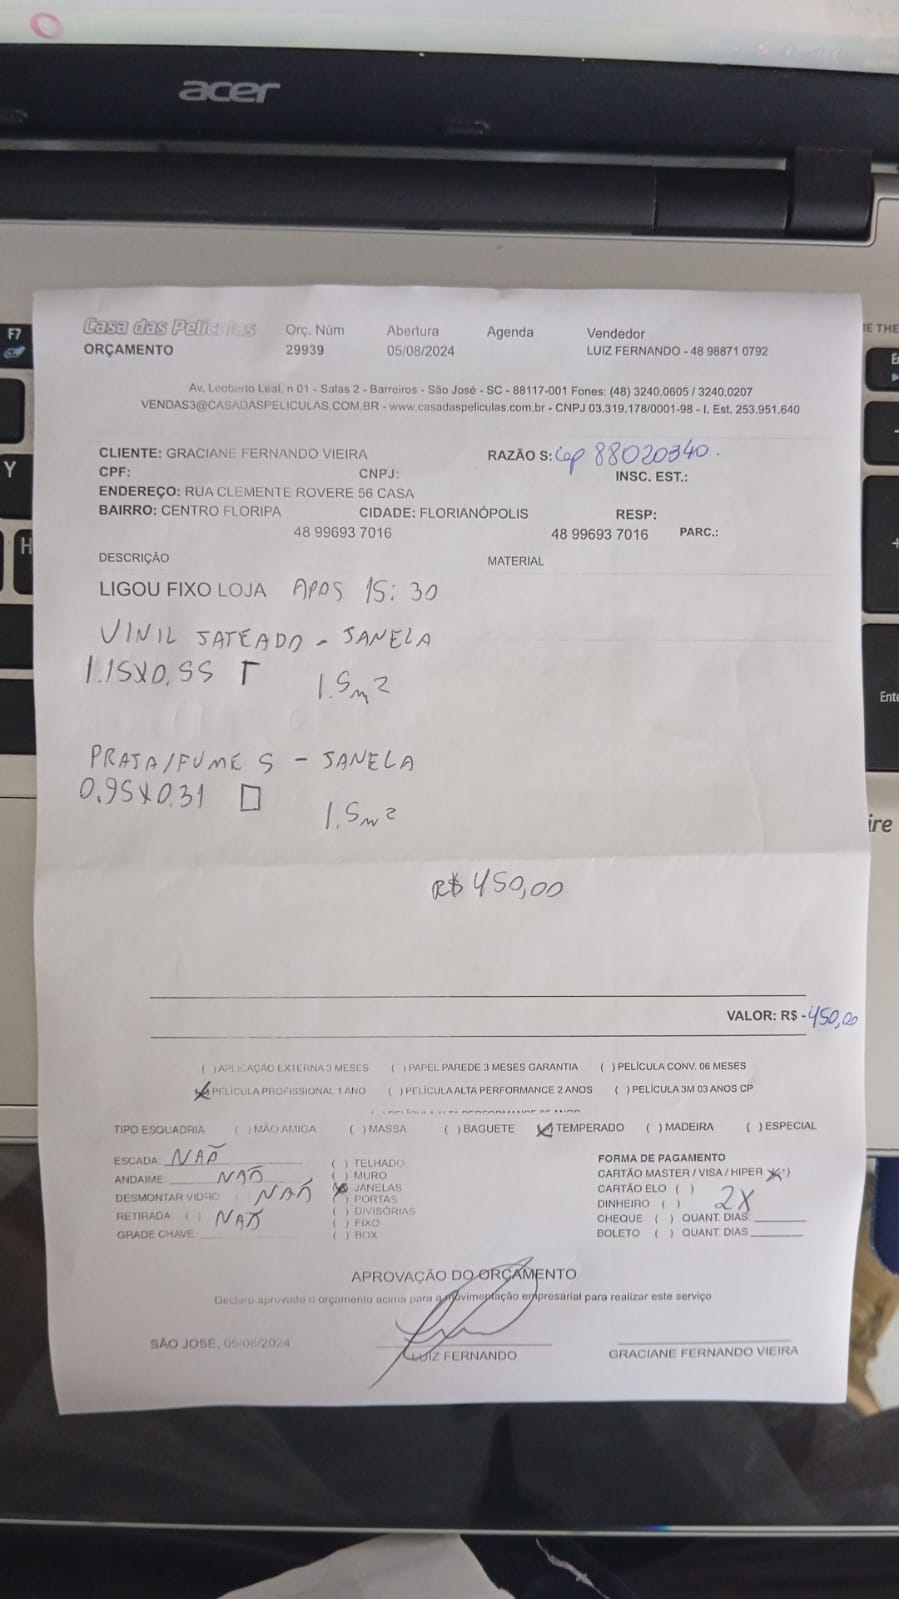 acer
F7
Y
H
E THE
Ente
ire
Casa das Películas
Orç. Núm
Abertura
Agenda
Vendedor
ORÇAMENTO
29939
05/08/2024
LUIZ FERNANDO - 48 98871 0792
Av. Leoberto Leal, n 01 - Salas 2 - Barreiros - São José - SC - 88117-001 Fones: (48) 3240.0605 / 3240.0207
VENDAS3@CASADASPELICULAS.COM.BR - www.casadaspeliculas.com.br - CNPJ 03.319.178/0001-98 - I. Est. 253.951.640
CLIENTE: GRACIANE FERNANDO VIEIRA RAZÃO S: Cep 88020340.
CPF: CNPJ: INSC. EST.:
ENDEREÇO: RUA CLEMENTE ROVERE 56 CASA
BAIRRO: CENTRO FLORIPA CIDADE: FLORIANÓPOLIS RESP:
48 99693 7016 48 99693 7016 PARC.:
DESCRIÇÃO MATERIAL
LIGOU FIXO LOJA APOS 15:30
VINIL JATEADO - JANELA
1.15X0,55 1.5m2
PRATA/FUME S - JANELA
0.95X0.31 1.5m2
R$ 450,00
VALOR: R$ - 450,00
( )APLICAÇÃO EXTERNA 3 MESES ( ) PAPEL PAREDE 3 MESES GARANTIA ( ) PELÍCULA CONV. 06 MESES
(X) PELÍCULA PROFISSIONAL 1 ANO ( ) PELÍCULA ALTA PERFORMANCE 2 ANOS ( ) PELÍCULA 3M 03 ANOS CP
TIPO ESQUADRIA ( ) MÃO AMIGA ( ) MASSA ( ) BAGUETE (X) TEMPERADO ( ) MADEIRA ( ) ESPECIAL
ESCADA: NAÕ
ANDAIME: NAÕ
DESMONTAR VIDRO : NAÕ
RETIRADA: ( ) NAÕ
GRADE CHAVE:
( ) TELHADO
( ) MURO
(X) JANELAS
( ) PORTAS
( ) DIVISÓRIAS
( ) FIXO
( ) BOX
FORMA DE PAGAMENTO
CARTÃO MASTER / VISA / HIPER (X)
CARTÃO ELO ( )
DINHEIRO ( ) 2X
CHEQUE ( ) QUANT. DIAS:
BOLETO ( ) QUANT. DIAS
APROVAÇÃO DO ORÇAMENTO
Declaro aprovado o orçamento acima para a movimentação empresarial para realizar este serviço
SÃO JOSÉ, 05/08/2024
LUIZ FERNANDO
GRACIANE FERNANDO VIEIRA